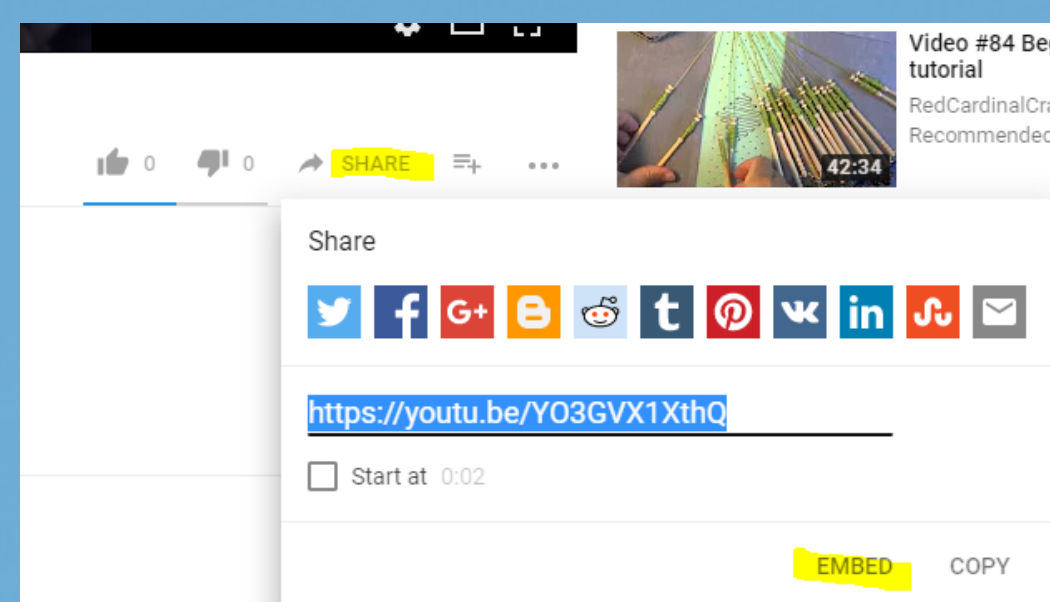 Video #84 Be
tutorial
RedCardinalCra
Recommended
42:34
0 0 SHARE
Share
G+ t in
https://youtu.be/YO3GVX1XthQ
Start at 0:02
EMBED COPY